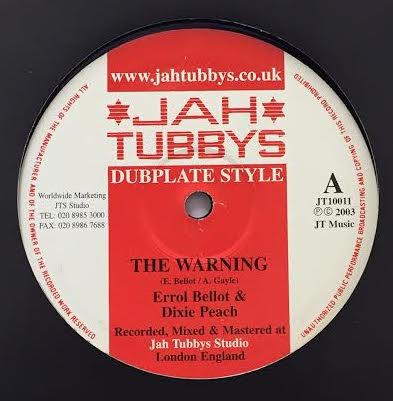 www.jahtubbys.co.uk
JAH
TUBBYS
DUBPLATE STYLE
Worldwide Marketing
JTS Studio
TEL: 020 8985 3000
FAX: 020 8986 7688
A
JT10011
℗ © 2003
JT Music
THE WARNING
(E. Bellot / A. Gayle)
Errol Bellot &
Dixie Peach
Recorded, Mixed & Mastered at
Jah Tubbys Studio
London England
ALL RIGHTS OF THE MANUFACTURER AND OF THE OWNER OF THE RECORDED WORK RESERVED
UNAUTHORIZED PUBLIC PERFORMANCE BROADCASTING AND COPYING OF THIS RECORD PROHIBITED